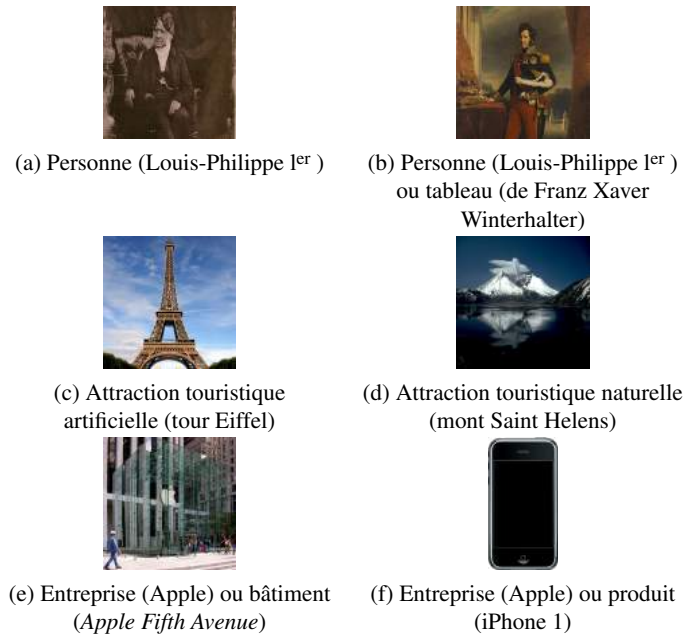 (a) Personne (Louis-Philippe Iᵉʳ )
(b) Personne (Louis-Philippe Iᵉʳ )
ou tableau (de Franz Xaver
Winterhalter)
(c) Attraction touristique
artificielle (tour Eiffel)
(d) Attraction touristique naturelle
(mont Saint Helens)
(e) Entreprise (Apple) ou bâtiment
(Apple Fifth Avenue)
(f) Entreprise (Apple) ou produit
(iPhone 1)